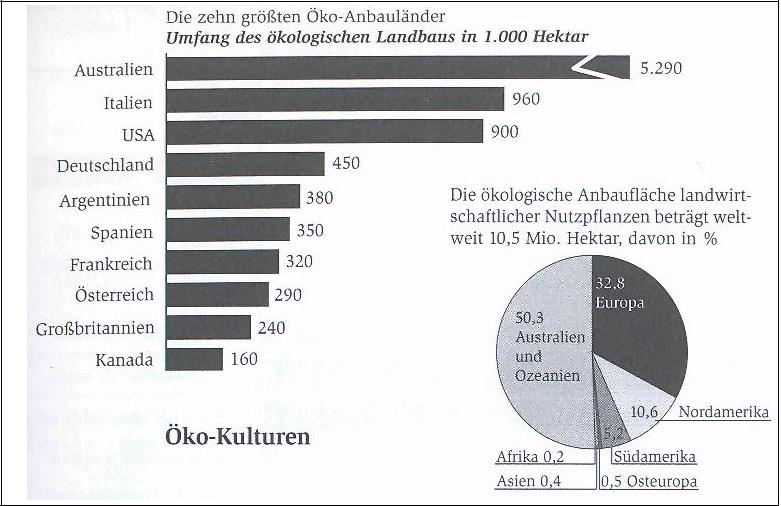 Die zehn größten Öko-Anbauländer
Umfang des ökologischen Landbaus in 1.000 Hektar
Australien 5.290
Italien 960
USA 900
Deutschland 450
Argentinien 380
Spanien 350
Frankreich 320
Österreich 290
Großbritannien 240
Kanada 160
Öko-Kulturen
Die ökologische Anbaufläche landwirt-
schaftlicher Nutzpflanzen beträgt welt-
weit 10,5 Mio. Hektar, davon in %
32,8
Europa
50,3
Australien
und
Ozeanien
10,6 Nordamerika
5,2
Afrika 0,2 Südamerika
Asien 0,4 0,5 Osteuropa